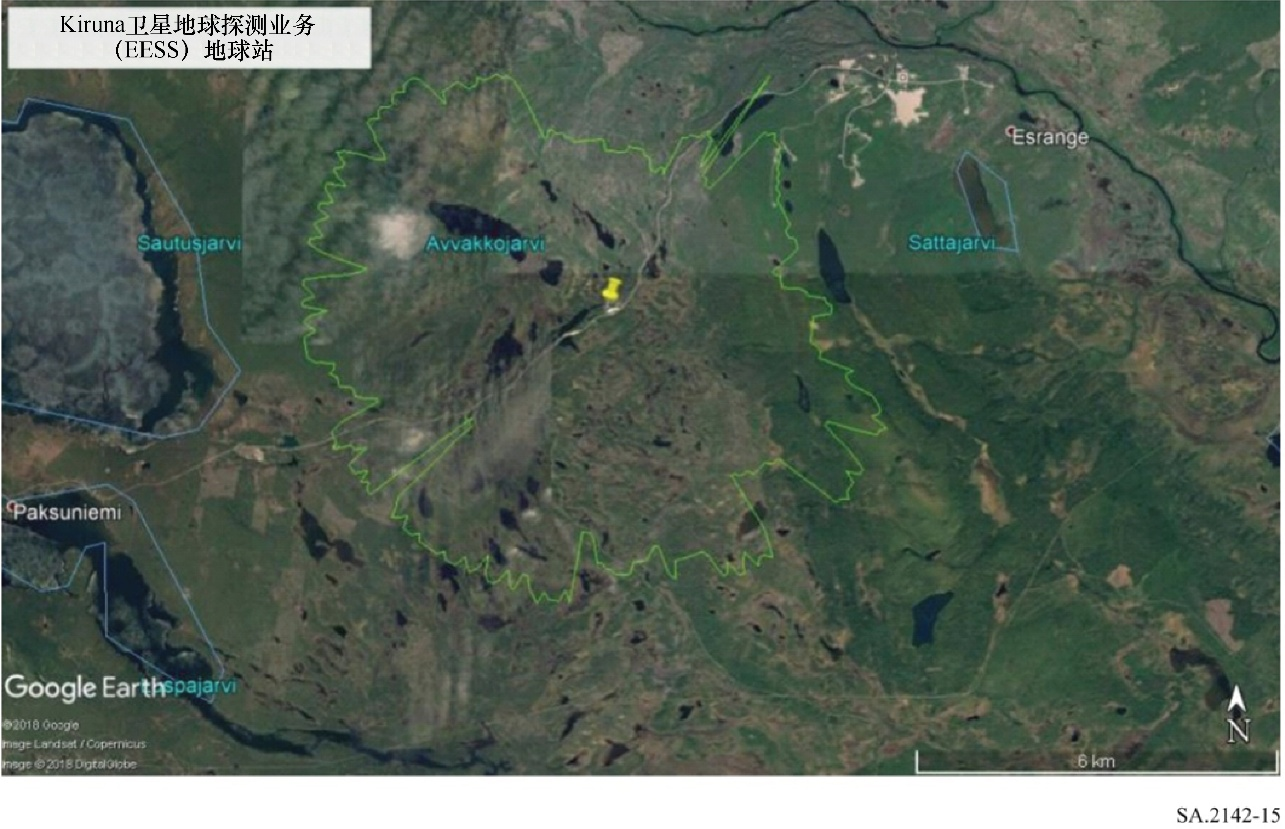 Kiruna卫星地球探测业务
（EESS）地球站
Esrange
Sautusjarvi
Avvakkojarvi
Sattajarvi
Paksuniemi
Google Earth
©2018 Google
Image Landsat / Copernicus
Image ©2018 DigitalGlobe
N
6 km
SA.2142-15